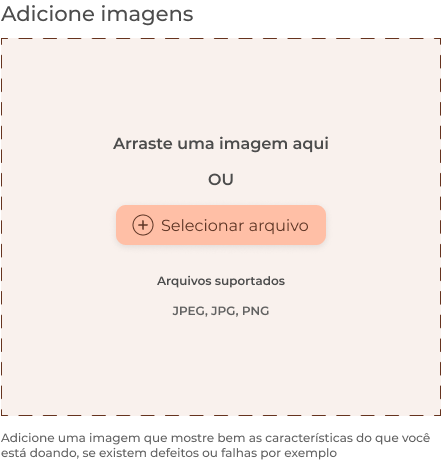 Adicione imagens
Arraste uma imagem aqui
OU
Selecionar arquivo
Arquivos suportados
JPEG, JPG, PNG
Adicione uma imagem que mostre bem as características do que você
está doando, se existem defeitos ou falhas por exemplo